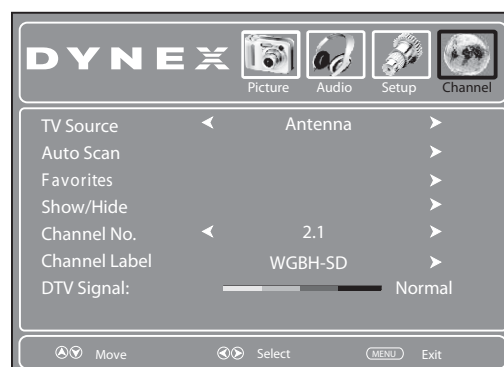 DYNEX
Picture Audio Setup Channel
TV Source Antenna
Auto Scan
Favorites
Show/Hide
Channel No. 2.1
Channel Label WGBH-SD
DTV Signal: Normal
Move Select MENU Exit